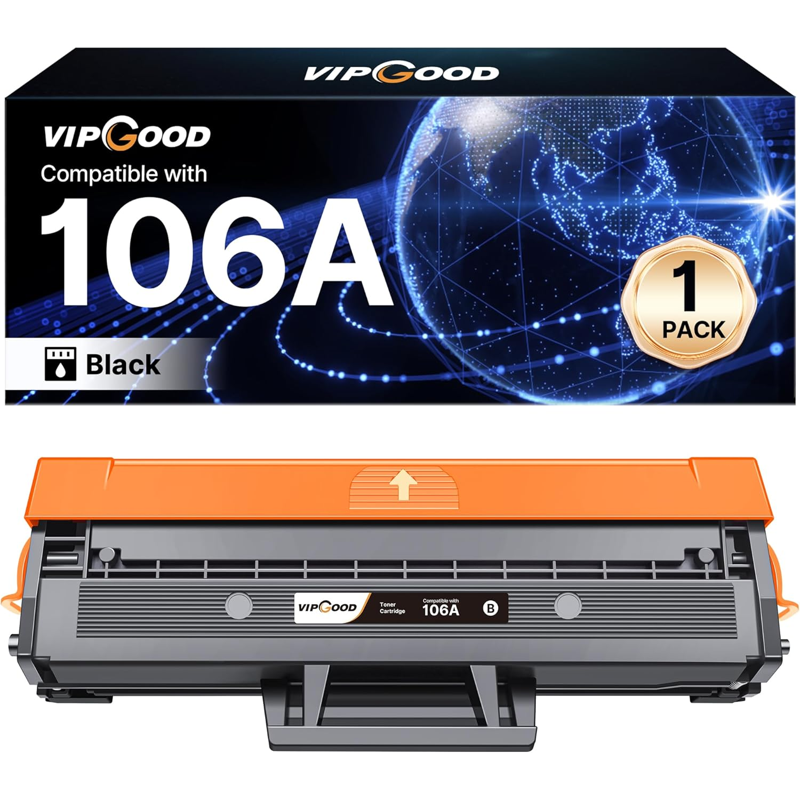 VIPGOOD
VIPGOOD
Compatible with
106A
1
PACK
Black
VIPGOOD
Toner
Cartridge
Compatible with
106A
B